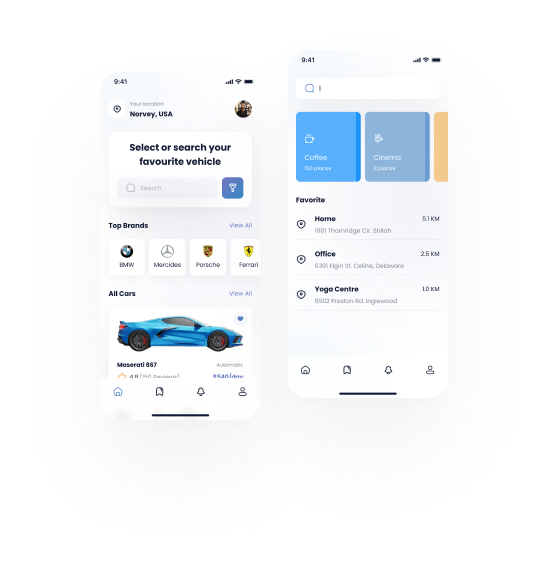 9:41
Your location
Norvey, USA
Select or search your
favourite vehicle
Search
Top Brands
View All
BMW
Mercides
Porsche
Ferrari
All Cars
View All
Maserati 867
Automatic
4.8 (150 Reviews)
$540/day
9:41
Coffee
150 places
Cinema
9 places
Favorite
Home
5.1 KM
1901 Thornridge Cir. Shiloh
Office
2.5 KM
6391 Elgin St. Celina, Delaware
Yoga Centre
1.0 KM
8502 Preston Rd. Inglewood